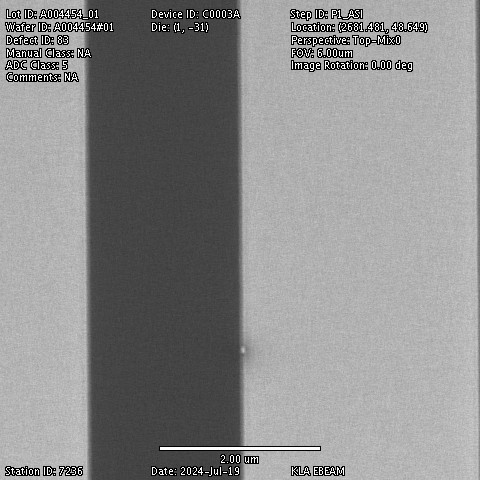 Lot ID: A004454_01
Wafer ID: A004454#01
Defect ID: 83
Manual Class: NA
ADC Class: 5
Comments: NA
Device ID: C0003A
Die: (1, -31)
Step ID: P1_ASI
Location: (2681.481, 48.649)
Perspective: Top-Mix0
FOV: 6.00um
Image Rotation: 0.00 deg
2.00 um
Station ID: 7236
Date: 2024-Jul-19
KLA EBEAM